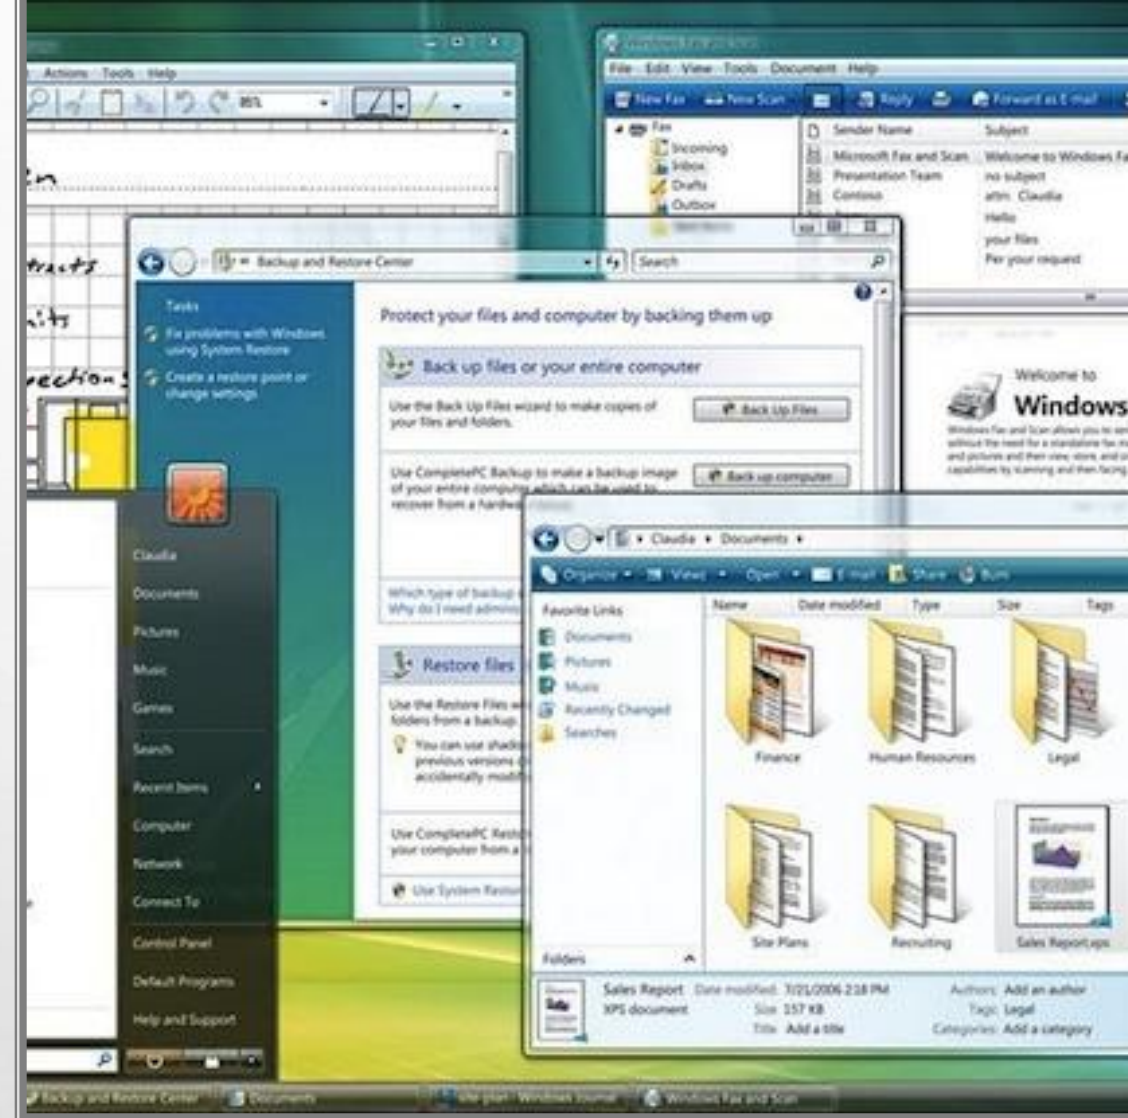 Actions Tools Help
en
tracts
Windows Fax and Scan
File Edit View Tools Document Help
New Fax New Scan Reply Forward as E-mail
Fax
Incoming
Inbox
Drafts
Outbox
Sender Name Subject
Microsoft Fax and Scan Welcome to Windows Fa
Presentation Team no subject
Contoso attn: Claudia
Hello
your files
Per your request
Welcome to
Windows
Backup and Restore Center
Search
Tasks
Fix problems with Windows
using System Restore
Create a restore point or
change settings
Protect your files and computer by backing them up
Back up files or your entire computer
Use the Back Up Files wizard to make copies of
your files and folders.
Back Up Files
Use CompletePC Backup to make a backup image
of your entire computer which can be used to
recover from a hardwa
Back up computer
Which type of backup
Why do I need admin
Restore files
Use the Restore Files w
folders from a backup.
You can use shado
previous versions
accidentally modif
Use CompletePC Resto
your computer from a
Use System Restor
Claudia
Documents
Pictures
Music
Games
Search
Recent Items
Computer
Network
Connect To
Control Panel
Default Programs
Help and Support
Claudia Documents
Organize Views Open E-mail Share Burn
Favorite Links
Documents
Pictures
Music
Recently Changed
Searches
Folders
Name Date modified Type Size Tags
Finance Human Resources Legal
Site Plans Recruiting Sales Report.xps
Sales Report Date modified: 7/21/2006 2:18 PM Authors: Add an author
XPS document Size: 157 KB Tags: Legal
Title: Add a title Categories: Add a category
Backup and Restore Center Documents site plan - Windows Journal Windows Fax and Scan